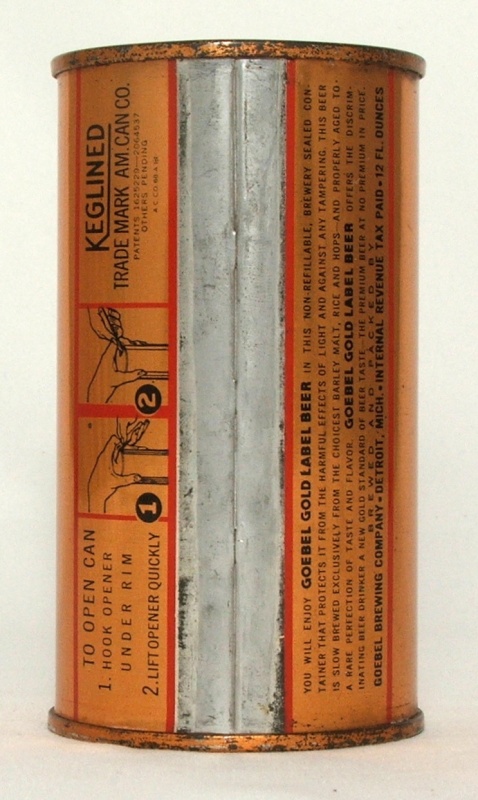 TO OPEN CAN
1. HOOK OPENER
UNDER RIM
2. LIFT OPENER QUICKLY
1
2
KEGLINED
TRADE MARK AM. CAN CO.
PATENTS 1625229—2064537
OTHERS PENDING
YOU WILL ENJOY GOEBEL GOLD LABEL BEER IN THIS NON-REFILLABLE, BREWERY SEALED CON-
TAINER THAT PROTECTS IT FROM THE HARMFUL EFFECTS OF LIGHT AND AGAINST ANY TAMPERING. THIS BEER
IS SLOW BREWED EXCLUSIVELY FROM THE CHOICEST BARLEY MALT, RICE AND HOPS—AND PROPERLY AGED TO
A RARE PERFECTION OF TASTE AND FLAVOR. GOEBEL GOLD LABEL BEER OFFERS THE DISCRIM-
INATING BEER DRINKER A NEW GOLD STANDARD OF BEER TASTE. THE PREMIUM BEER AT NO PREMIUM IN PRICE.
BREWED AND PACKED BY
GOEBEL BREWING COMPANY•DETROIT, MICH.•INTERNAL REVENUE TAX PAID•12 FL. OUNCES